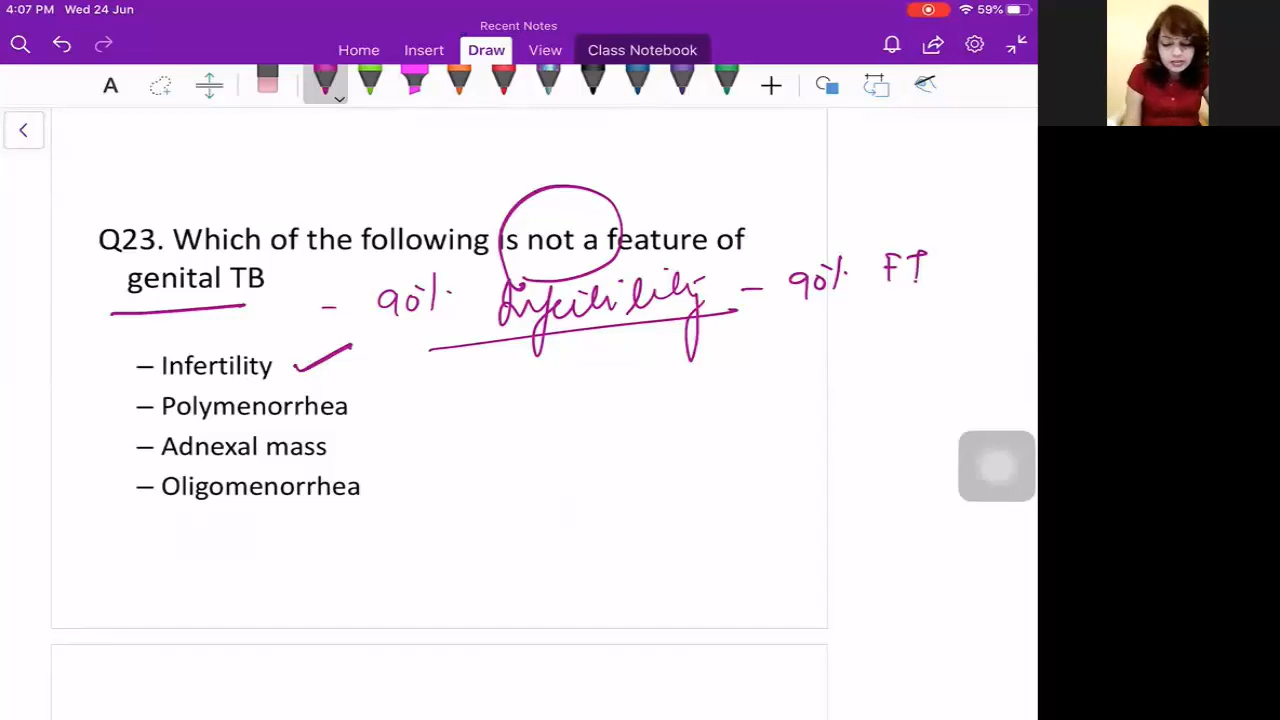 4:07 PM Wed 24 Jun
59%
Recent Notes
Home Insert Draw View Class Notebook
A
Q23. Which of the following is not a feature of
genital TB
- 90% Infertility - 90% FT
– Infertility
– Polymenorrhea
– Adnexal mass
– Oligomenorrhea